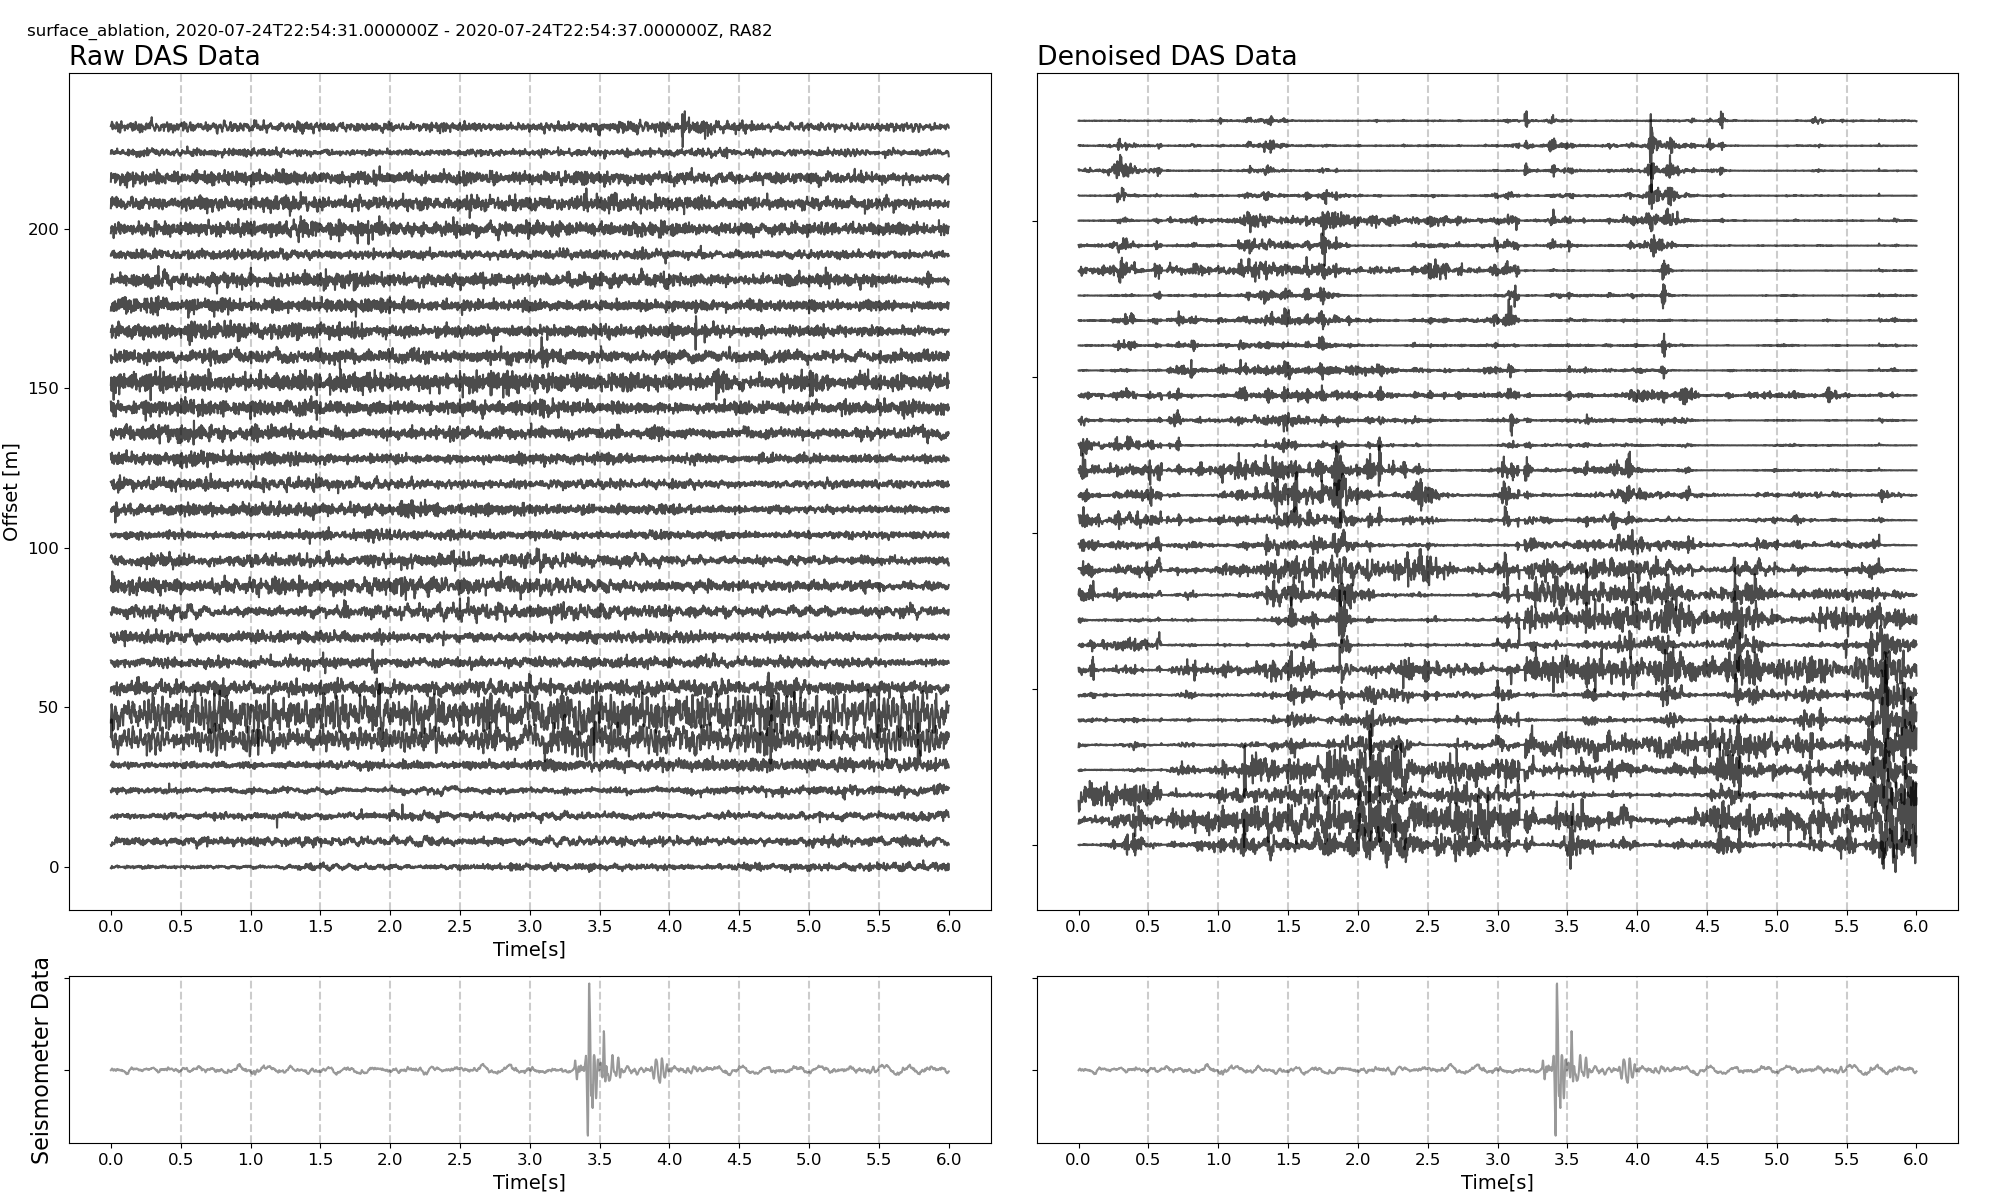 surface_ablation, 2020-07-24T22:54:31.000000Z - 2020-07-24T22:54:37.000000Z, RA82
Raw DAS Data
Denoised DAS Data
Offset [m]
200
150
100
50
0
0.0 0.5 1.0 1.5 2.0 2.5 3.0 3.5 4.0 4.5 5.0 5.5 6.0
Time[s]
0.0 0.5 1.0 1.5 2.0 2.5 3.0 3.5 4.0 4.5 5.0 5.5 6.0
Seismometer Data
0.0 0.5 1.0 1.5 2.0 2.5 3.0 3.5 4.0 4.5 5.0 5.5 6.0
Time[s]
0.0 0.5 1.0 1.5 2.0 2.5 3.0 3.5 4.0 4.5 5.0 5.5 6.0
Time[s]